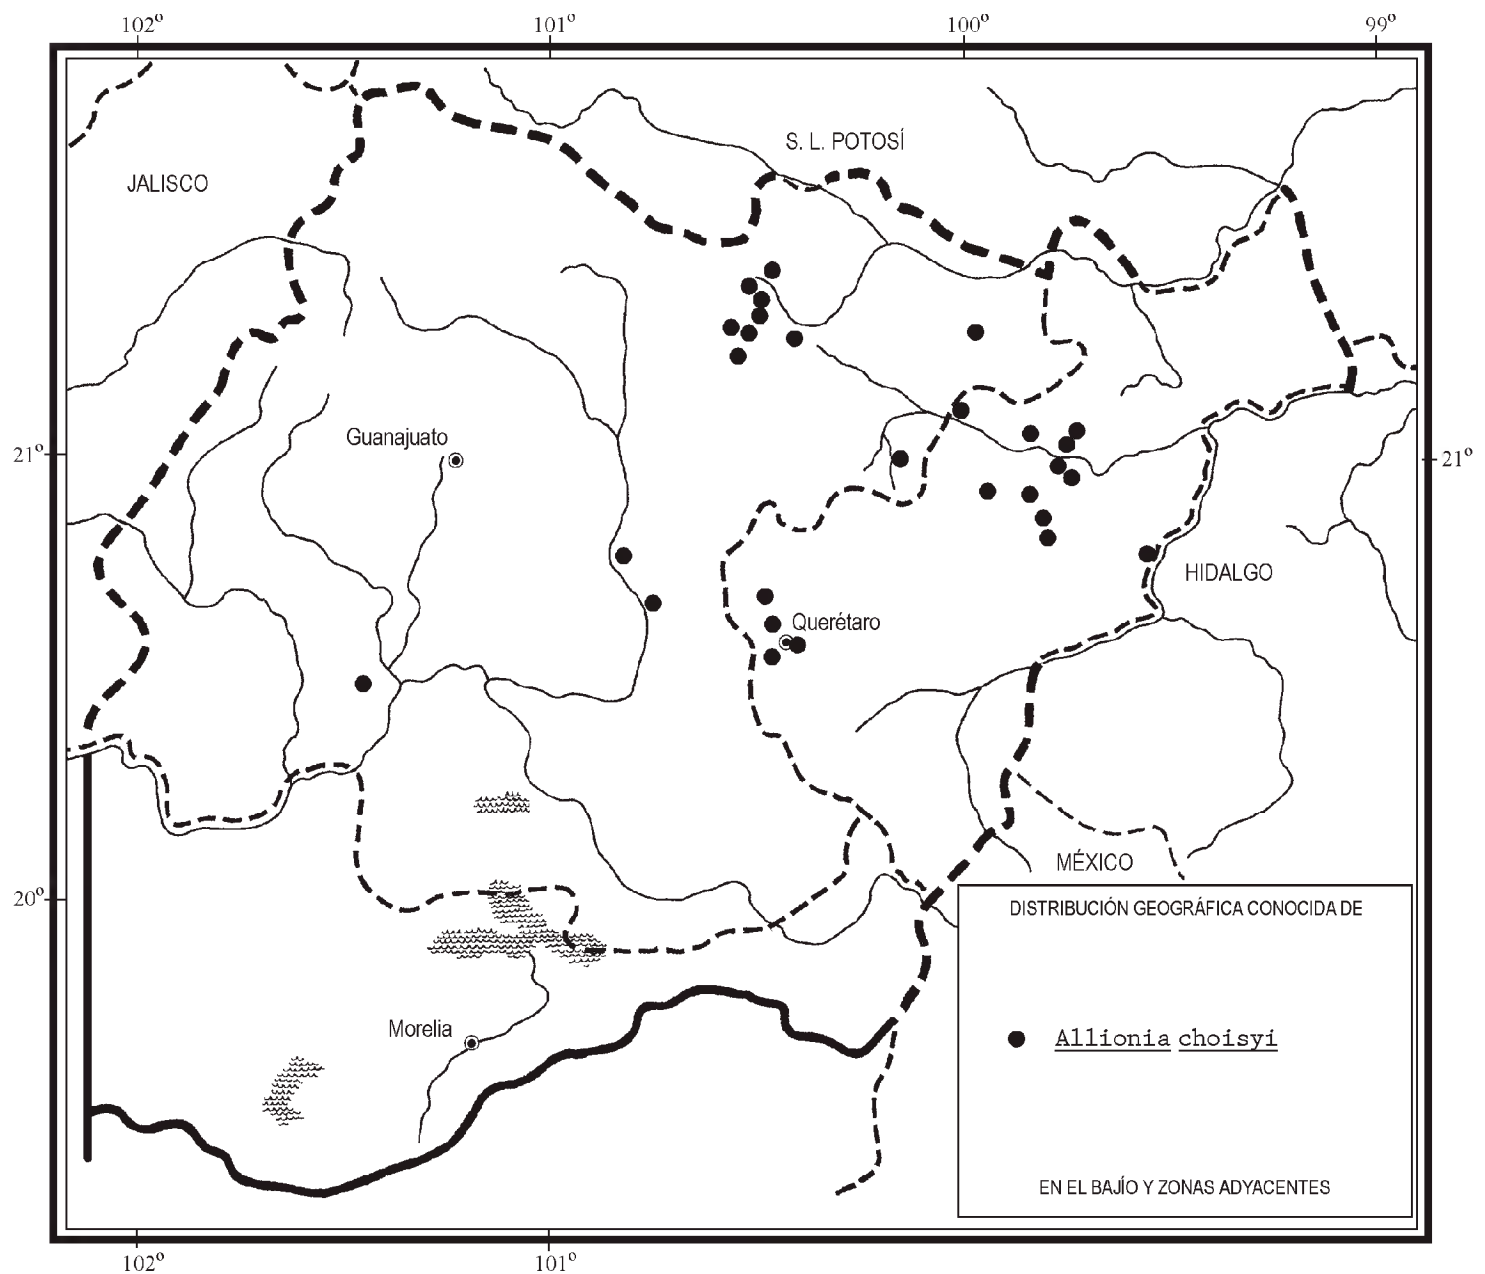 102º 101º 100º 99º
S. L. POTOSÍ
JALISCO
Guanajuato
21º 21º
HIDALGO
Querétaro
MÉXICO
20º
DISTRIBUCIÓN GEOGRÁFICA CONOCIDA DE
Morelia
Allionia choisyi
EN EL BAJÍO Y ZONAS ADYACENTES
102º 101º